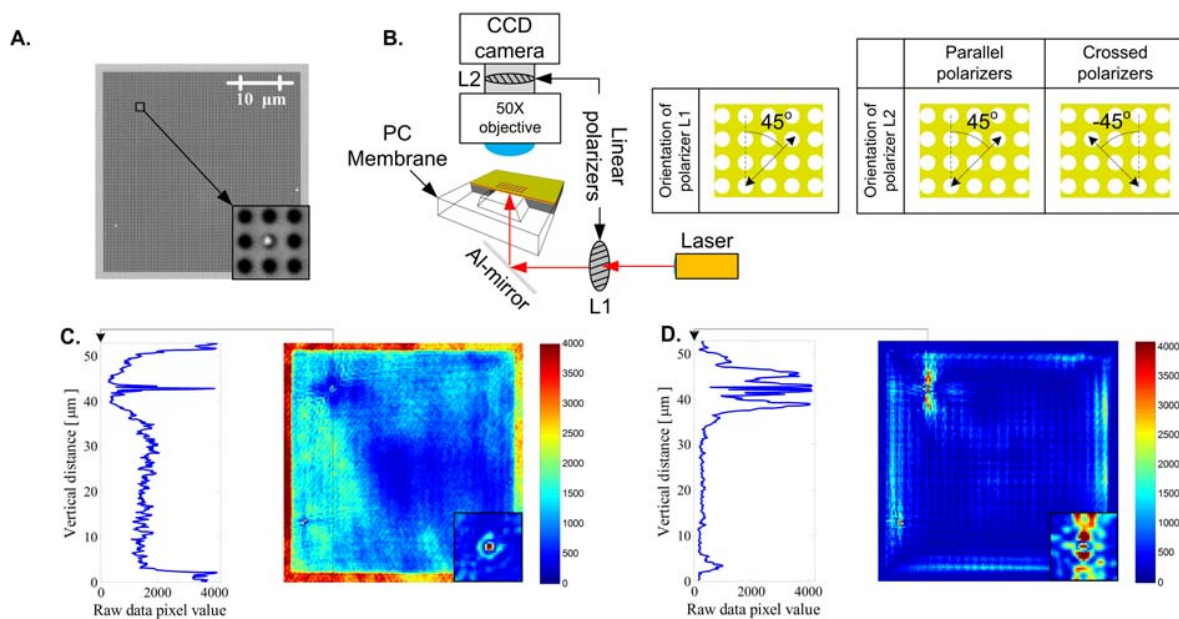 A.
10 μm
B.
CCD
camera
L2
50X
objective
PC
Membrane
Linear
polarizers
Al-mirror
L1
Laser
Orientation of
polarizer L1
45°
Parallel
polarizers
Crossed
polarizers
Orientation of
polarizer L2
45°
-45°
C.
Vertical distance [ μm]
50
40
30
20
10
0
0
2000
4000
Raw data pixel value
4000
3500
3000
2500
2000
1500
1000
500
0
D.
Vertical distance [ μm]
50
40
30
20
10
0
0
2000
4000
Raw data pixel value
4000
3500
3000
2500
2000
1500
1000
500
0